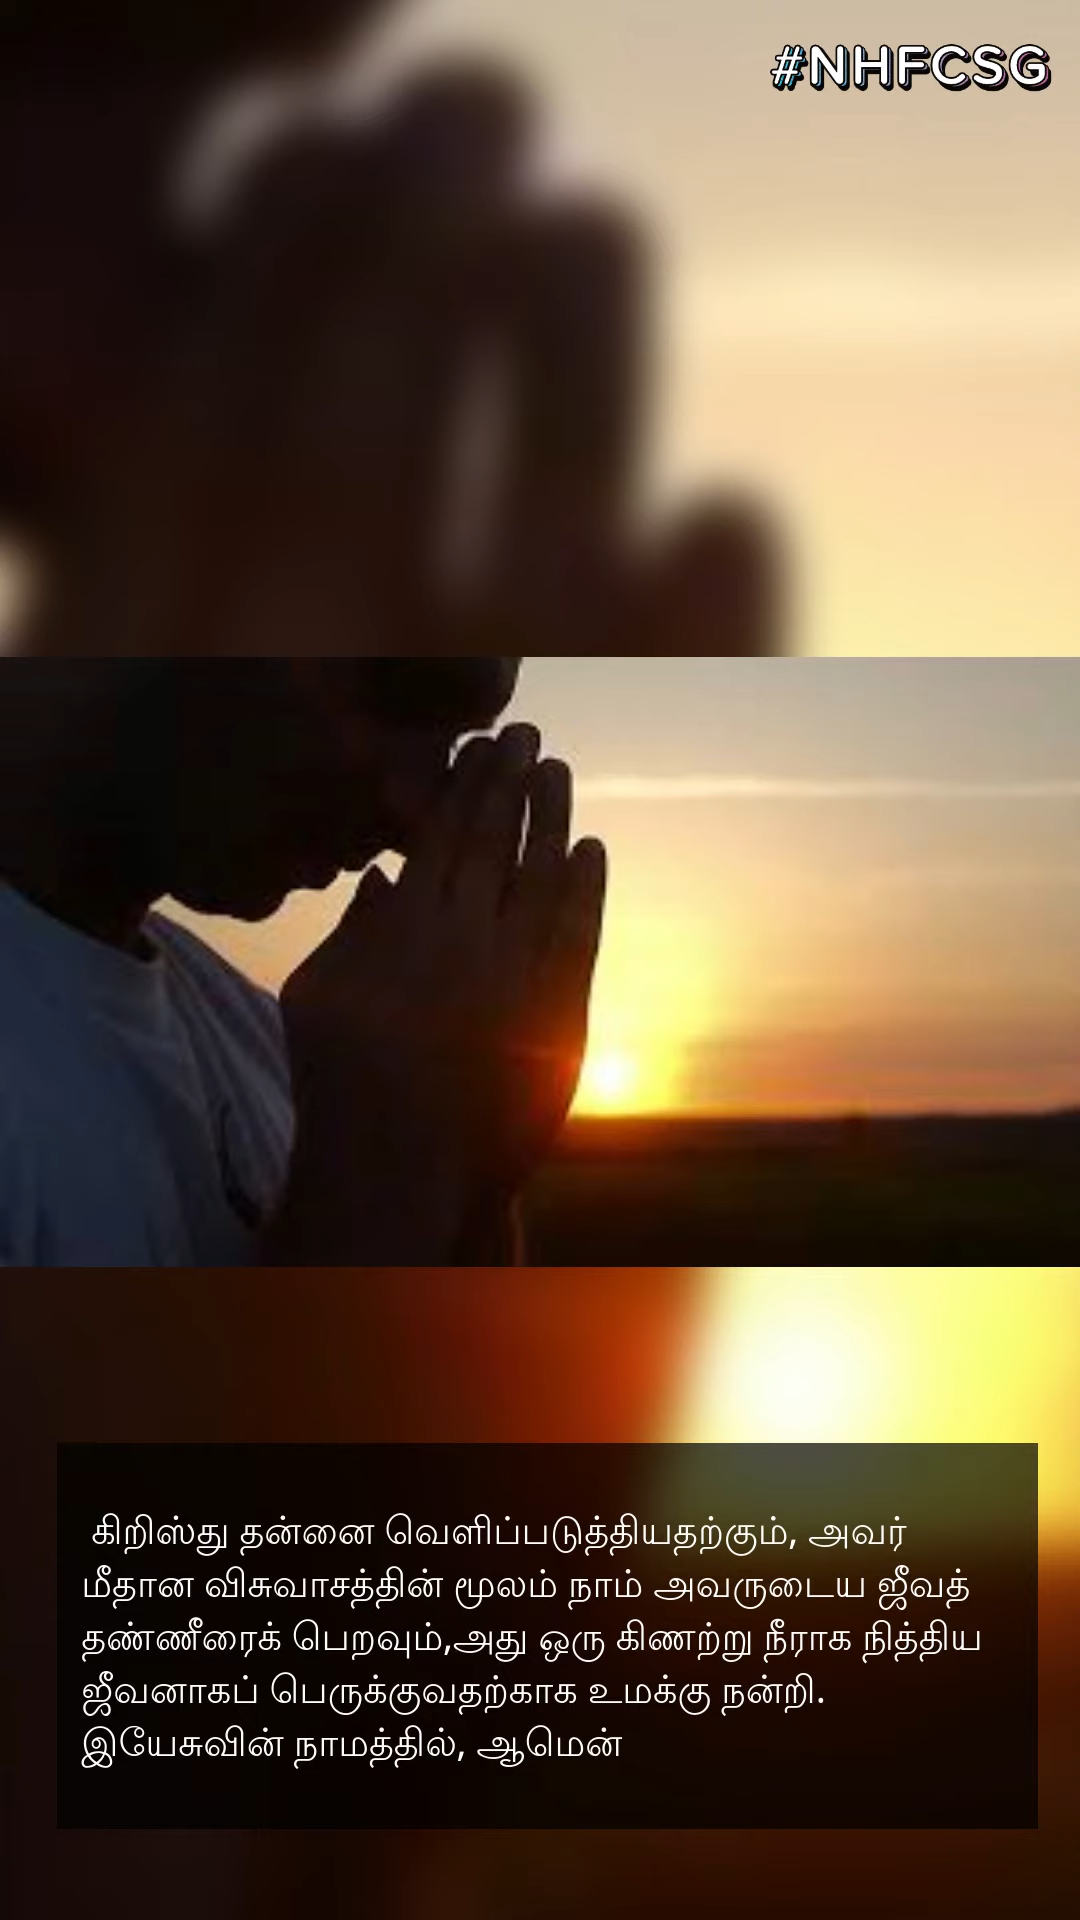 #NHFCSG
கிறிஸ்து தன்னை வெளிப்படுத்தியதற்கும், அவர்
மீதான விசுவாசத்தின் மூலம் நாம் அவருடைய ஜீவத்
தண்ணீரைக் பெறவும்,அது ஒரு கிணற்று நீராக நித்திய
ஜீவனாகப் பெருக்குவதற்காக உமக்கு நன்றி.
இயேசுவின் நாமத்தில், ஆமென்